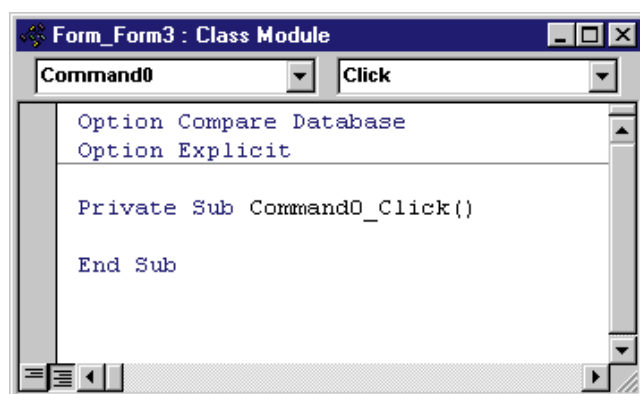 Form_Form3 : Class Module
Command0 Click
Option Compare Database
Option Explicit
Private Sub Command0_Click()
End Sub